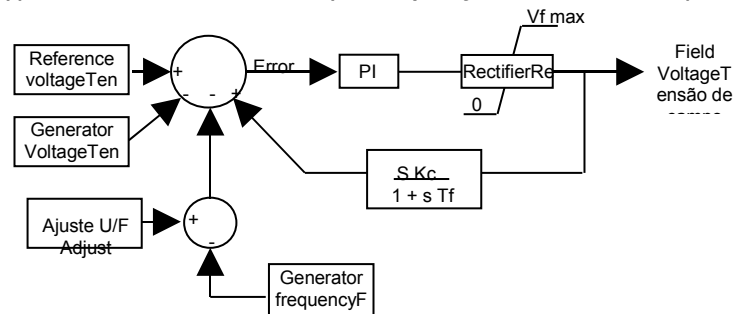 Vf max
Reference
voltageTen
+
-
-
+
Error
PI
RectifierRe
0
Field
VoltageT
ensão de
Generator
VoltageTen
S Kc
1 + s Tf
Ajuste U/F
Adjust
+
-
Generator
frequencyF